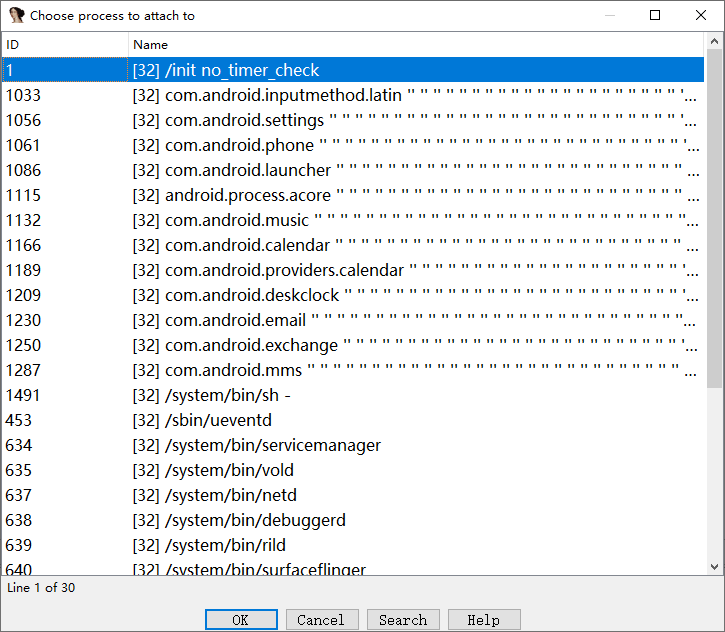 Choose process to attach to
ID Name
1 [32] /init no_timer_check
1033 [32] com.android.inputmethod.latin " " " " " " " " " " " " " " " " " " " " " '...
1056 [32] com.android.settings " " " " " " " " " " " " " " " " " " " " " " " " " " " '...
1061 [32] com.android.phone " " " " " " " " " " " " " " " " " " " " " " " " " " " " '...
1086 [32] com.android.launcher " " " " " " " " " " " " " " " " " " " " " " " " " " " ...
1115 [32] android.process.acore " " " " " " " " " " " " " " " " " " " " " " " " " " " ...
1132 [32] com.android.music " " " " " " " " " " " " " " " " " " " " " " " " " " " " "...
1166 [32] com.android.calendar " " " " " " " " " " " " " " " " " " " " " " " " " " " ...
1189 [32] com.android.providers.calendar " " " " " " " " " " " " " " " " " " " " " '...
1209 [32] com.android.deskclock " " " " " " " " " " " " " " " " " " " " " " " " " " '...
1230 [32] com.android.email " " " " " " " " " " " " " " " " " " " " " " " " " " " " "...
1250 [32] com.android.exchange " " " " " " " " " " " " " " " " " " " " " " " " " " '...
1287 [32] com.android.mms " " " " " " " " " " " " " " " " " " " " " " " " " " " " " ...
1491 [32] /system/bin/sh -
453 [32] /sbin/ueventd
634 [32] /system/bin/servicemanager
635 [32] /system/bin/vold
637 [32] /system/bin/netd
638 [32] /system/bin/debuggerd
639 [32] /system/bin/rild
640 [32] /system/bin/surfaceflinger
Line 1 of 30
OK Cancel Search Help